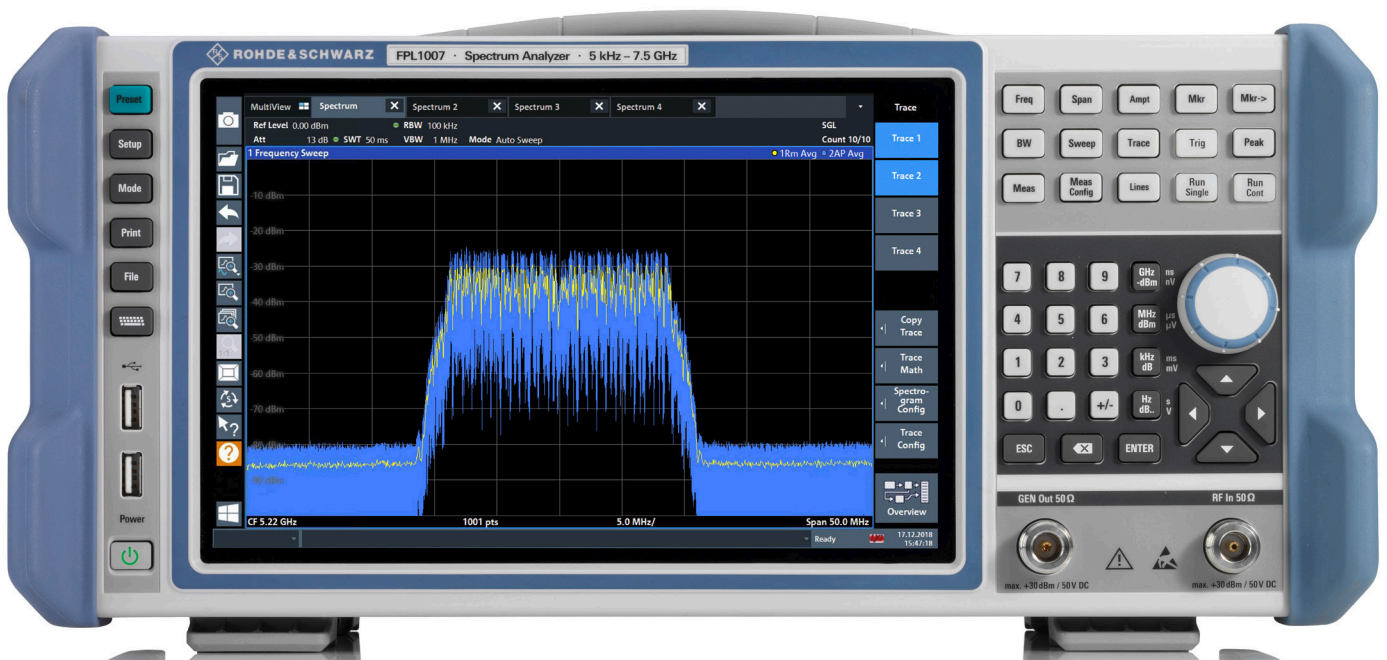 ROHDE&SCHWARZ
FPL1007 · Spectrum Analyzer · 5 kHz – 7.5 GHz
Preset
Setup
Mode
Print
File
Power
MultiView
Spectrum
Spectrum 2
Spectrum 3
Spectrum 4
Ref Level 0.00 dBm
RBW 100 kHz
SGL
Att 13 dB
SWT 50 ms
VBW 1 MHz
Mode Auto Sweep
Count 10/10
1 Frequency Sweep
1Rm Avg
2AP Avg
-10 dBm
-20 dBm
-30 dBm
-40 dBm
-50 dBm
-60 dBm
-70 dBm
CF 5.22 GHz
1001 pts
5.0 MHz/
Span 50.0 MHz
Ready
17.12.2018
15:47:18
Trace
Trace 1
Trace 2
Trace 3
Trace 4
Copy
Trace
Trace
Math
Spectro-
gram
Config
Trace
Config
Overview
Freq
Span
Ampt
Mkr
Mkr->
BW
Sweep
Trace
Trig
Peak
Meas
Meas
Config
Lines
Run
Single
Run
Cont
7
8
9
GHz
-dBm
ns
nV
4
5
6
MHz
dBm
µs
µV
1
2
3
kHz
dB
ms
mV
0
.
+/-
Hz
dB..
s
V
ESC
ENTER
GEN Out 50 Ω
RF In 50 Ω
max. +30 dBm / 50 V DC
max. +30 dBm / 50 V DC